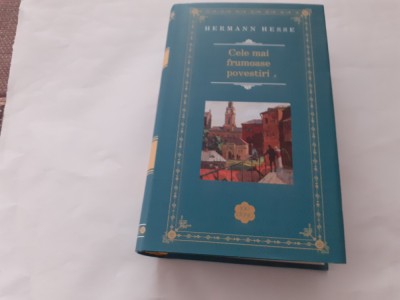 HERMANN HESSE
Cele mai
frumoase
povestiri